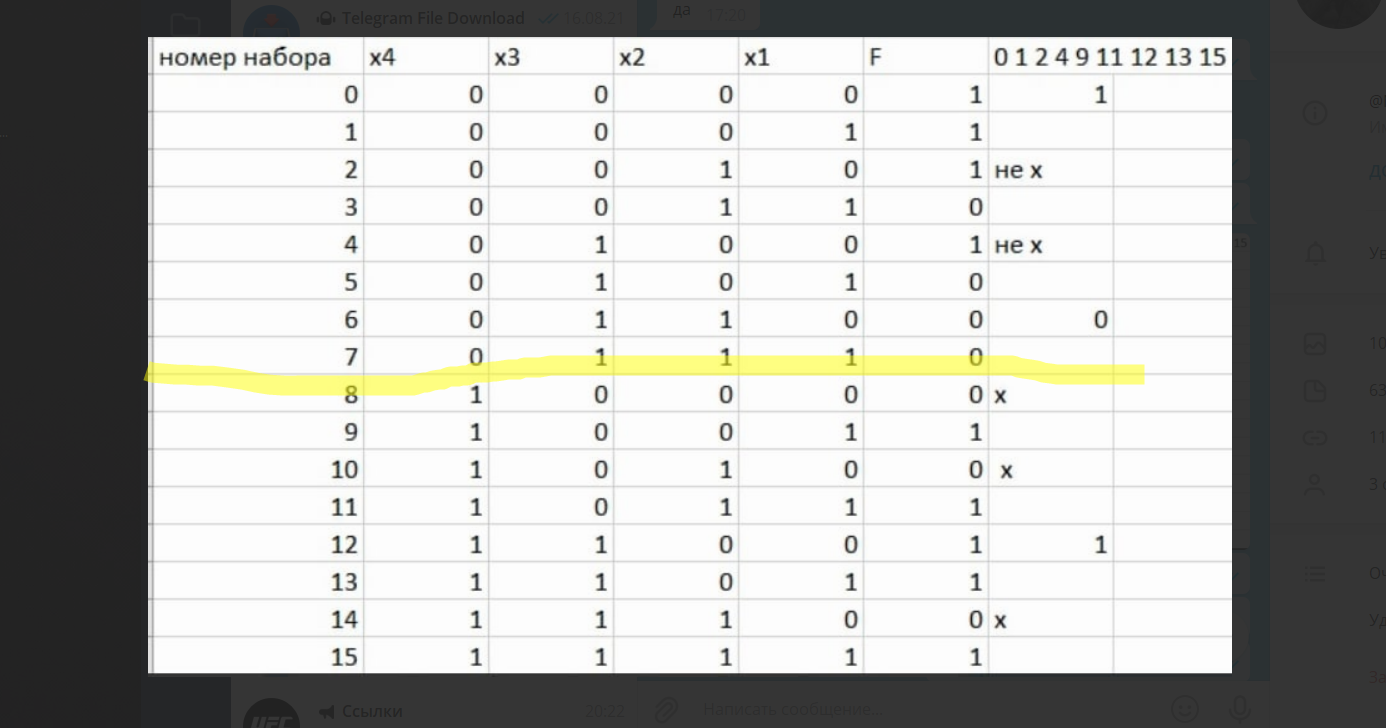 Telegram File Download 16.08.21
да 17:20
номер набора x4 x3 x2 x1 F 0 1 2 4 9 11 12 13 15
0 0 0 0 0 1 1
1 0 0 0 1 1
2 0 0 1 0 1 не x
3 0 0 1 1 0
4 0 1 0 0 1 не x
5 0 1 0 1 0
6 0 1 1 0 0 0
7 0 1 1 1 0
8 1 0 0 0 0 x
9 1 0 0 1 1
10 1 0 1 0 0 x
11 1 0 1 1 1
12 1 1 0 0 1 1
13 1 1 0 1 1
14 1 1 1 0 0 x
15 1 1 1 1 1
UFC Ссылки 20:22 Написать сообщение...